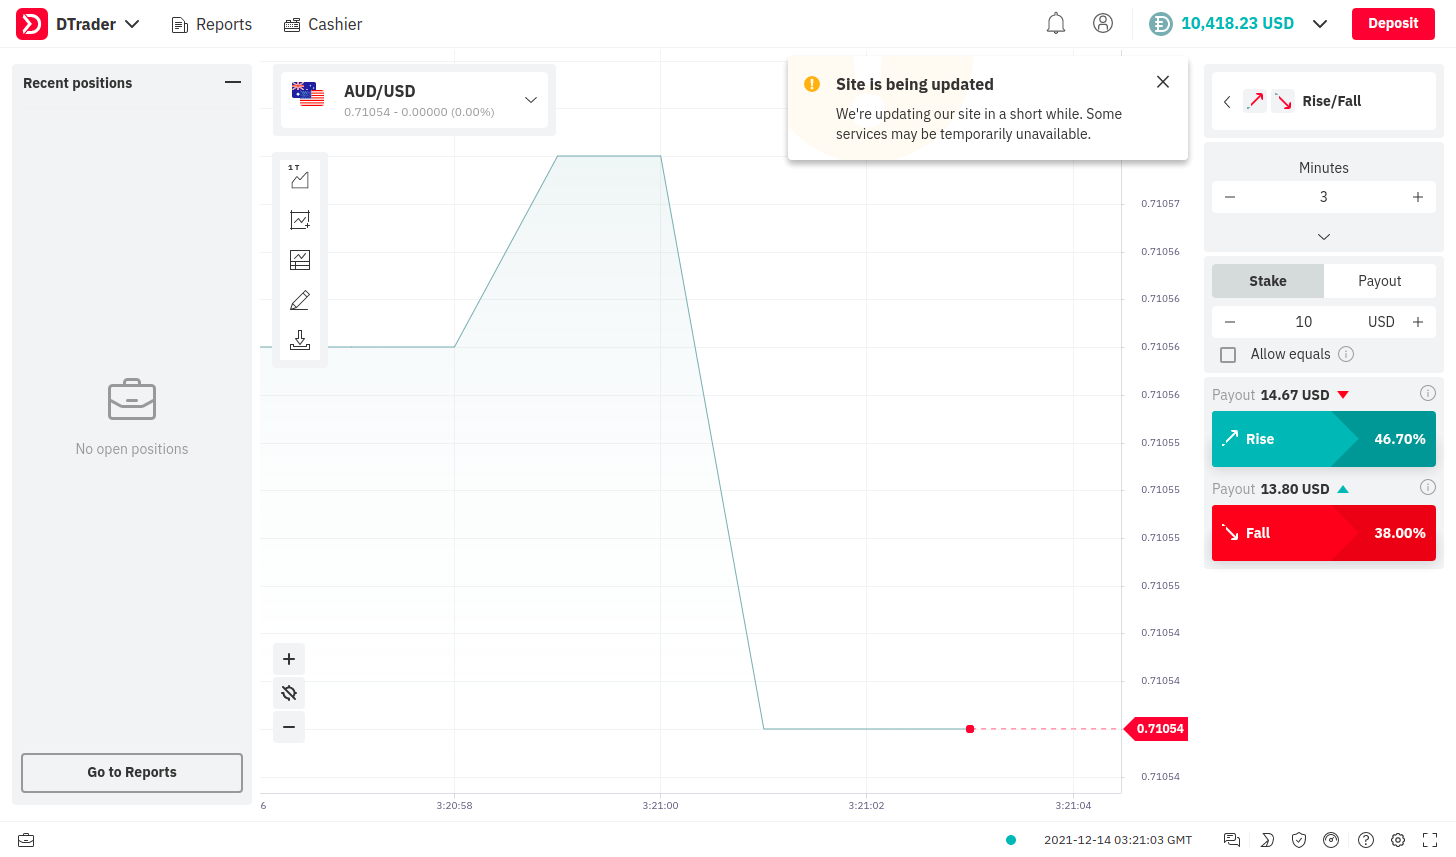 DTrader
Reports
Cashier
10,418.23 USD
Deposit
Recent positions
No open positions
Go to Reports
AUD/USD
0.71054 - 0.00000 (0.00%)
1 T
Site is being updated
We're updating our site in a short while. Some
services may be temporarily unavailable.
0.71057
0.71056
0.71056
0.71056
0.71056
0.71055
0.71055
0.71055
0.71055
0.71054
0.71054
0.71054
0.71054
6
3:20:58
3:21:00
3:21:02
3:21:04
Rise/Fall
Minutes
3
Stake
Payout
10
USD
Allow equals
Payout 14.67 USD
Rise
46.70%
Payout 13.80 USD
Fall
38.00%
2021-12-14 03:21:03 GMT